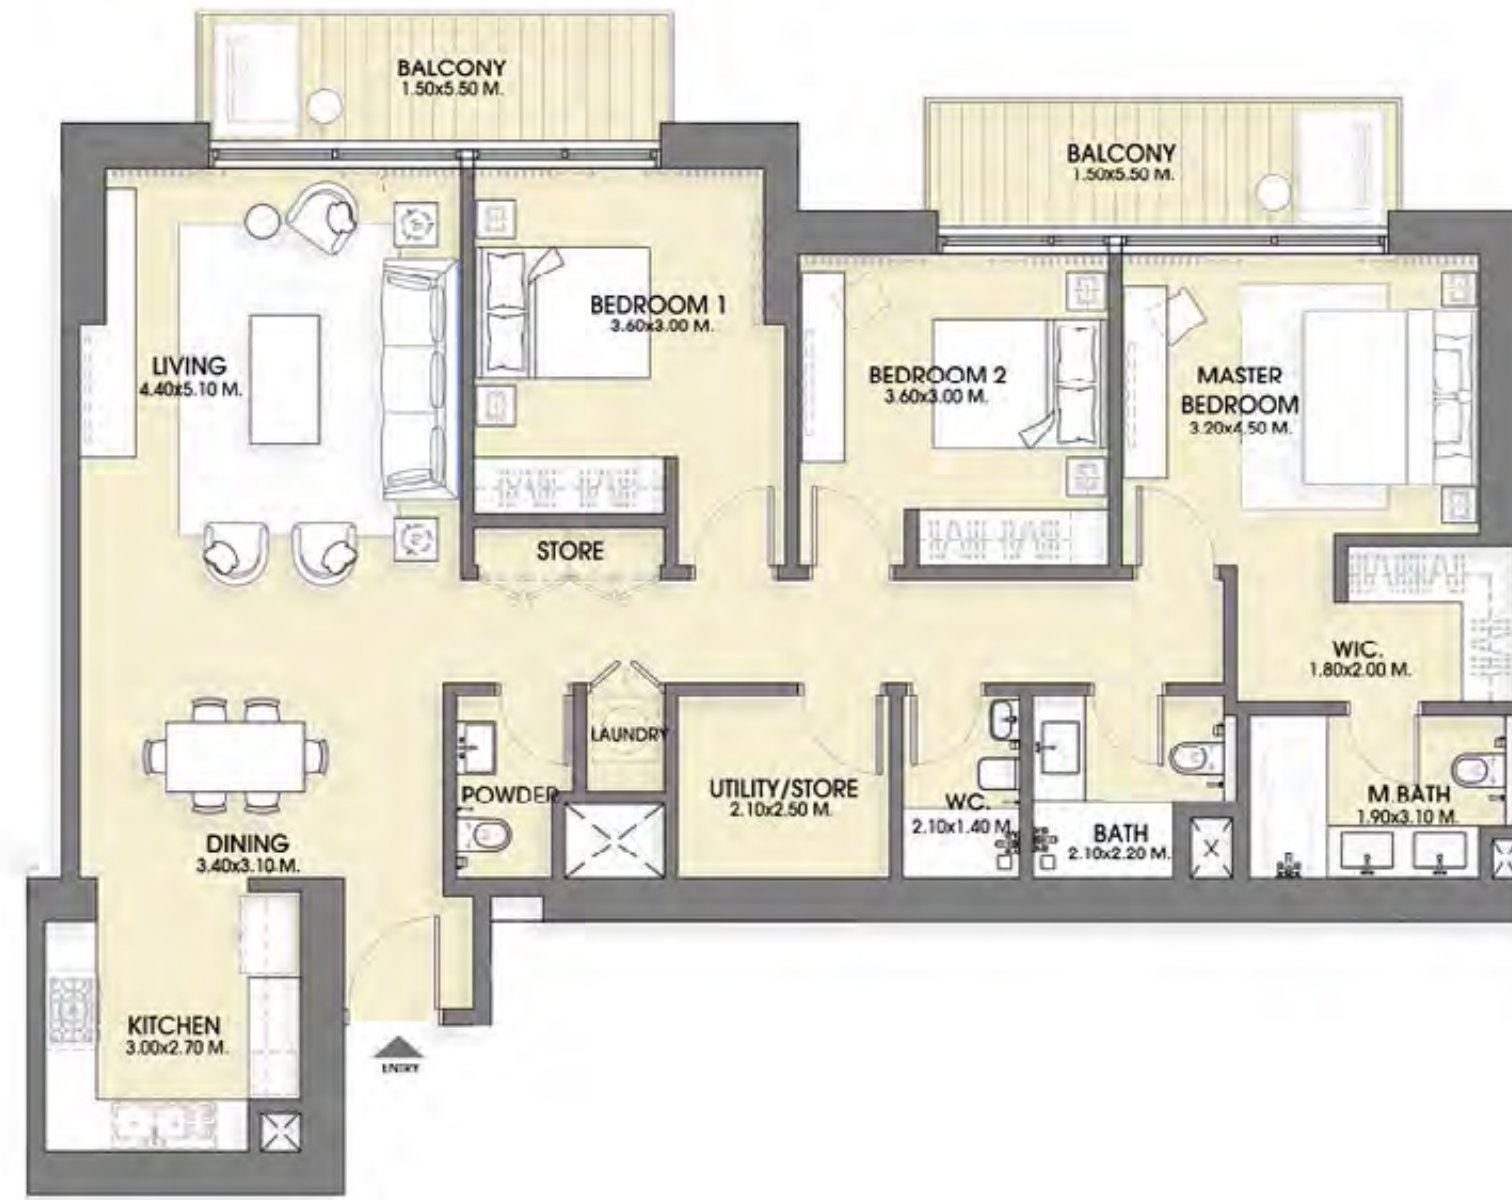 BALCONY
1.50x5.50 M.
BALCONY
1.50x5.50 M.
BEDROOM 1
3.60x3.00 M.
LIVING
4.40x5.10 M.
BEDROOM 2
3.60x3.00 M.
MASTER
BEDROOM
3.20x4.50 M.
STORE
WIC.
1.80x2.00 M.
LAUNDRY
POWDER
UTILITY/STORE
2.10x2.50 M.
WC.
2.10x1.40 M.
BATH
2.10x2.20 M.
M.BATH
1.90x3.10 M.
DINING
3.40x3.10 M.
KITCHEN
3.00x2.70 M.
ENTRY